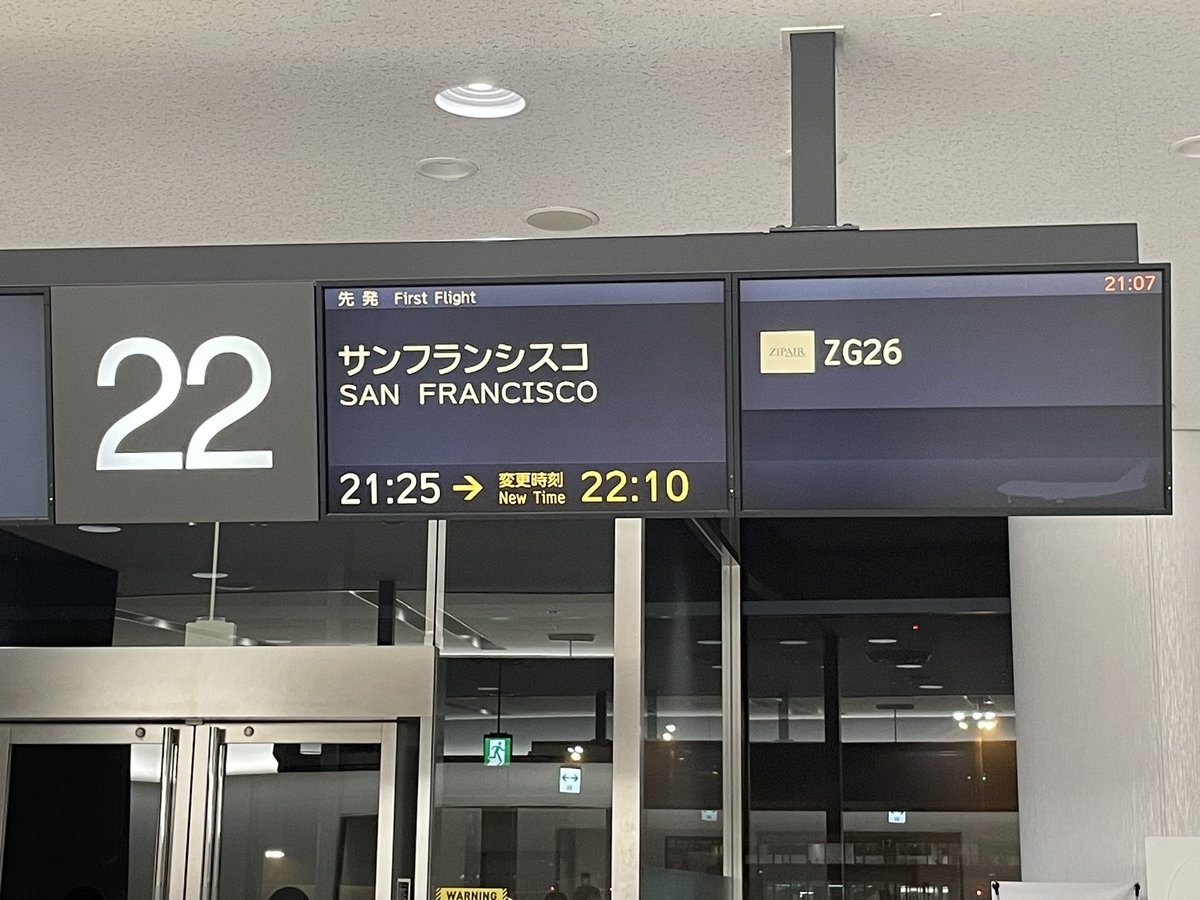 22
先発 First Flight
サンフランシスコ
SAN FRANCISCO
21:25 → 変更時刻 22:10
New Time
21:07
ZIPAIR ZG26
WARNING